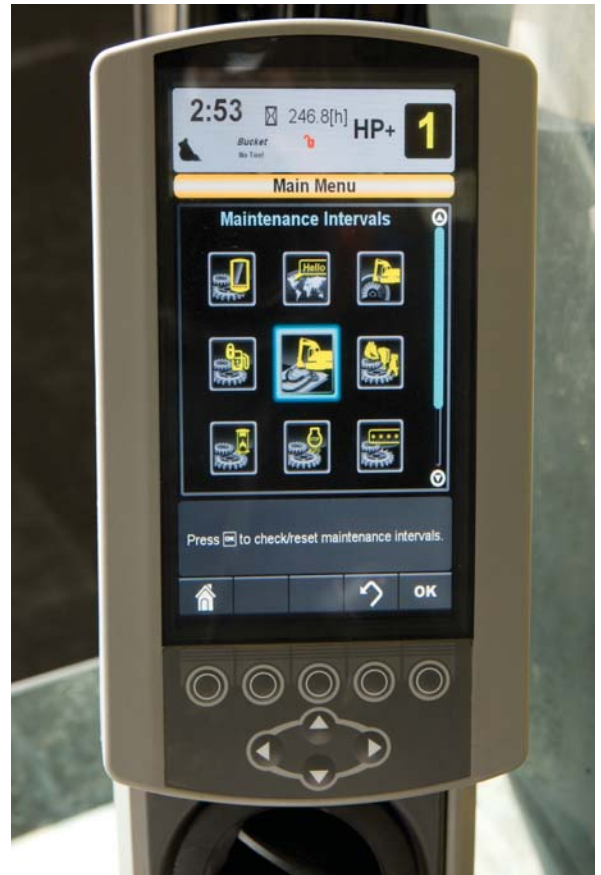 2:53 246.8[h] HP+ 1
Bucket
No Tool
Main Menu
Maintenance Intervals
Hello
Press OK to check/reset maintenance intervals.
OK